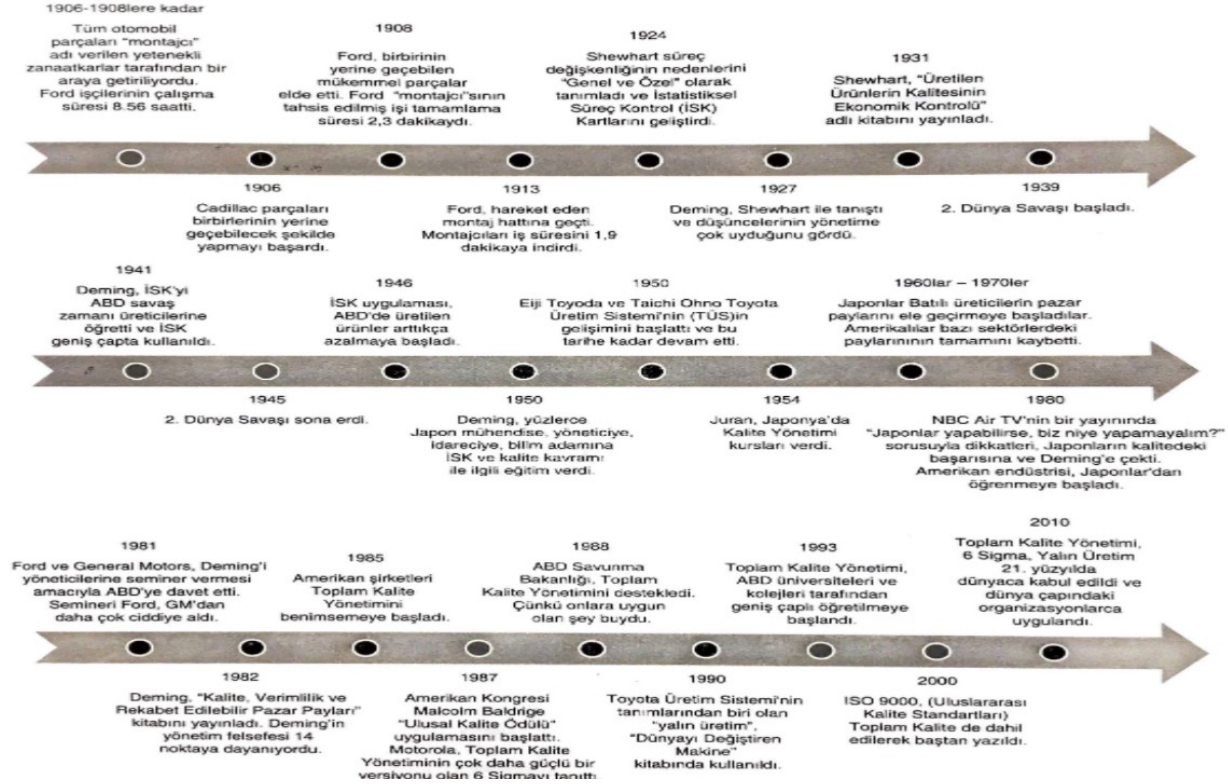 1906-1908lere kadar
Tüm otomobil
parçaları “montajcı”
adı verilen yetenekli
zanaatkarlar tarafından bir
araya getiriliyordu.
Ford işçilerinin çalışma
süresi 8.56 saatti.
1908
Ford, birbirinin
yerine geçebilen
mükemmel parçalar
elde etti. Ford “montajcı”sının
tahsis edilmiş işi tamamlama
süresi 2,3 dakikaydı.
1924
Shewhart süreç
değişkenliğinin nedenlerini
“Genel ve Özel” olarak
tanımladı ve İstatistiksel
Süreç Kontrol (İSK)
Kartlarını geliştirdi.
1931
Shewhart, “Üretilen
Ürünlerin Kalitesinin
Ekonomik Kontrolü”
adlı kitabını yayınladı.
1906
Cadillac parçaları
birbirlerinin yerine
geçebilecek şekilde
yapmayı başardı.
1913
Ford, hareket eden
montaj hattını geçti.
Montajcıları iş süresini 1,9
dakikaya indirdi.
1927
Deming, Shewhart ile tanıştı
ve düşüncelerinin yönetime
çok uyduğunu gördü.
1939
2. Dünya Savaşı başladı.
1941
Deming, İSK'yi
ABD savaş
zamanı üreticilerine
öğretti ve İSK
geniş çapta kullanıldı.
1946
İSK uygulaması,
ABD'de üretilen
ürünler arttıkça
azalmaya başladı.
1950
Eiji Toyoda ve Taichi Ohno Toyota
Üretim Sistemi'nin (TÜS)in
gelişimini başlattı ve bu
tarihe kadar devam etti.
1960lar – 1970ler
Japonlar Batılı üreticilerin pazar
paylarını ele geçirmeye başladılar.
Amerikalılar bazı sektörlerdeki
paylarınının tamamını kaybetti.
1945
2. Dünya Savaşı sona erdi.
1950
Deming, yüzlerce
Japon mühendise, yöneticiye,
idareciye, bilim adamına
İSK ve kalite kavramı
ile ilgili eğitim verdi.
1954
Juran, Japonya'da
Kalite Yönetimi
kursları verdi.
1980
NBC Air TV'nin bir yayınında
“Japonlar yapabilirse, biz niye yapamayalım?”
sorusuyla dikkatleri, Japonların kalitedeki
başarısına ve Deming'e çekti.
Amerikan endüstrisi, Japonlar'dan
öğrenmeye başladı.
1981
Ford ve General Motors, Deming'i
yöneticilerine seminer vermesi
amacıyla ABD'ye davet etti.
Semineri Ford, GM'dan
daha çok ciddiye aldı.
1985
Amerikan şirketleri
Toplam Kalite
Yönetimini
benimsemeye başladı.
1988
ABD Savunma
Bakanlığı, Toplam
Kalite Yönetimini destekledi.
Çünkü onlara uygun
olan şey buydu.
1993
Toplam Kalite Yönetimi,
ABD üniversiteleri ve
kolejleri tarafından
geniş çaplı öğretilmeye
başlandı.
2010
Toplam Kalite Yönetimi,
6 Sigma, Yalın Üretim
21. yüzyılda
dünyaca kabul edildi ve
dünya çapındaki
organizasyonlarca
uygulandı.
1982
Deming, “Kalite, Verimlilik ve
Rekabet Edilebilir Pazar Payları”
kitabını yayınladı. Deming'in
yönetim felsefesi 14
noktaya dayanıyordu.
1987
Amerikan Kongresi
Malcolm Baldrige
“Ulusal Kalite Ödülü”
uygulamasını başlattı.
Motorola, Toplam Kalite
Yönetiminin çok daha güçlü bir
versiyonu olan 6 Sigmayı tanıttı.
1990
Toyota Üretim Sistemi'nin
tanımlarından biri olan
“yalın üretim”,
“Dünyayı Değiştiren
Makine”
kitabında kullanıldı.
2000
ISO 9000, (Uluslararası
Kalite Standartları)
Toplam Kalite de dahil
edilerek baştan yazıldı.